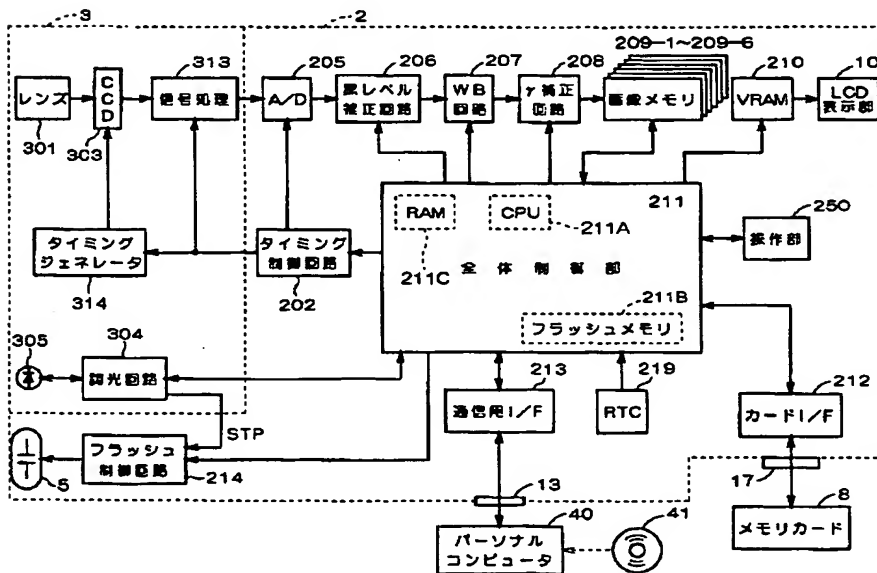 3
2
313
205
206
207
208
209-1~209-6
210
10
レンズ
CCD
信号処理
A/D
黒レベル
補正回路
WB
回路
γ補正
回路
画像メモリ
VRAM
LCD
表示部
301
303
RAM
CPU
211
250
211A
操作部
タイミング
ジェネレータ
タイミング
制御回路
211C
全体制御部
314
202
211B
フラッシュメモリ
305
304
調光回路
213
219
212
通信用I/F
RTC
カードI/F
STP
フラッシュ
制御回路
5
214
17
13
40
41
8
パーソナル
コンピュータ
メモリカード